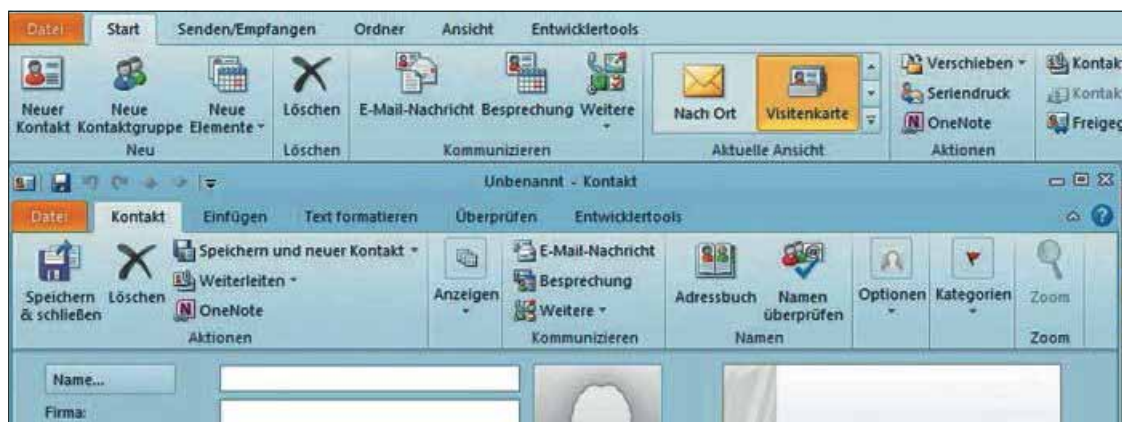 Datei Start Senden/Empfangen Ordner Ansicht Entwicklertools
Neuer Kontakt
Neue Kontaktgruppe
Neue Elemente
Löschen
E-Mail-Nachricht
Besprechung
Weitere
Nach Ort
Visitenkarte
Verschieben
Seriendruck
OneNote
Kontak
Kontak
Freigeg
Neu Löschen Kommunizieren Aktuelle Ansicht Aktionen
Unbenannt - Kontakt
Datei Kontakt Einfügen Text formatieren Überprüfen Entwicklertools
Speichern & schließen
Löschen
Speichern und neuer Kontakt
Weiterleiten
OneNote
Anzeigen
E-Mail-Nachricht
Besprechung
Weitere
Adressbuch
Namen überprüfen
Optionen
Kategorien
Zoom
Aktionen Kommunizieren Namen Zoom
Name...
Firma: